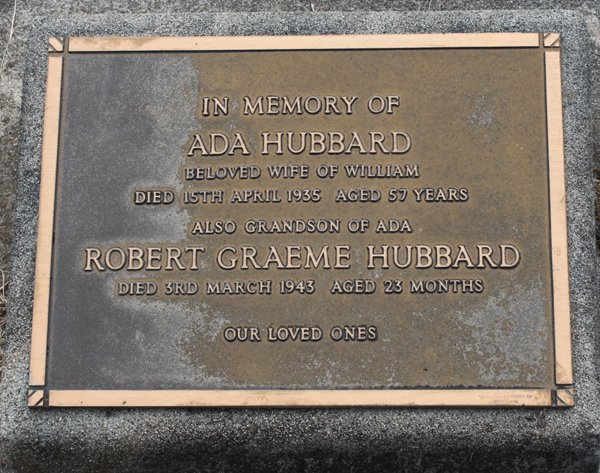 IN MEMORY OF
ADA HUBBARD
BELOVED WIFE OF WILLIAM
DIED 15TH APRIL 1935 AGED 57 YEARS
ALSO GRANDSON OF ADA
ROBERT GRAEME HUBBARD
DIED 3RD MARCH 1943 AGED 23 MONTHS
OUR LOVED ONES